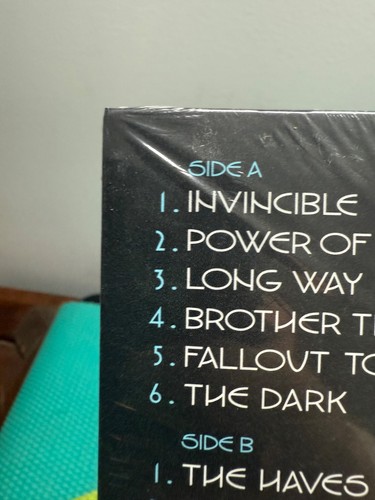 SIDE A
1. INVINCIBLE
2. POWER OF
3. LONG WAY
4. BROTHER
5. FALLOUT TO
6. THE DARK
SIDE B
1. THE HAVES